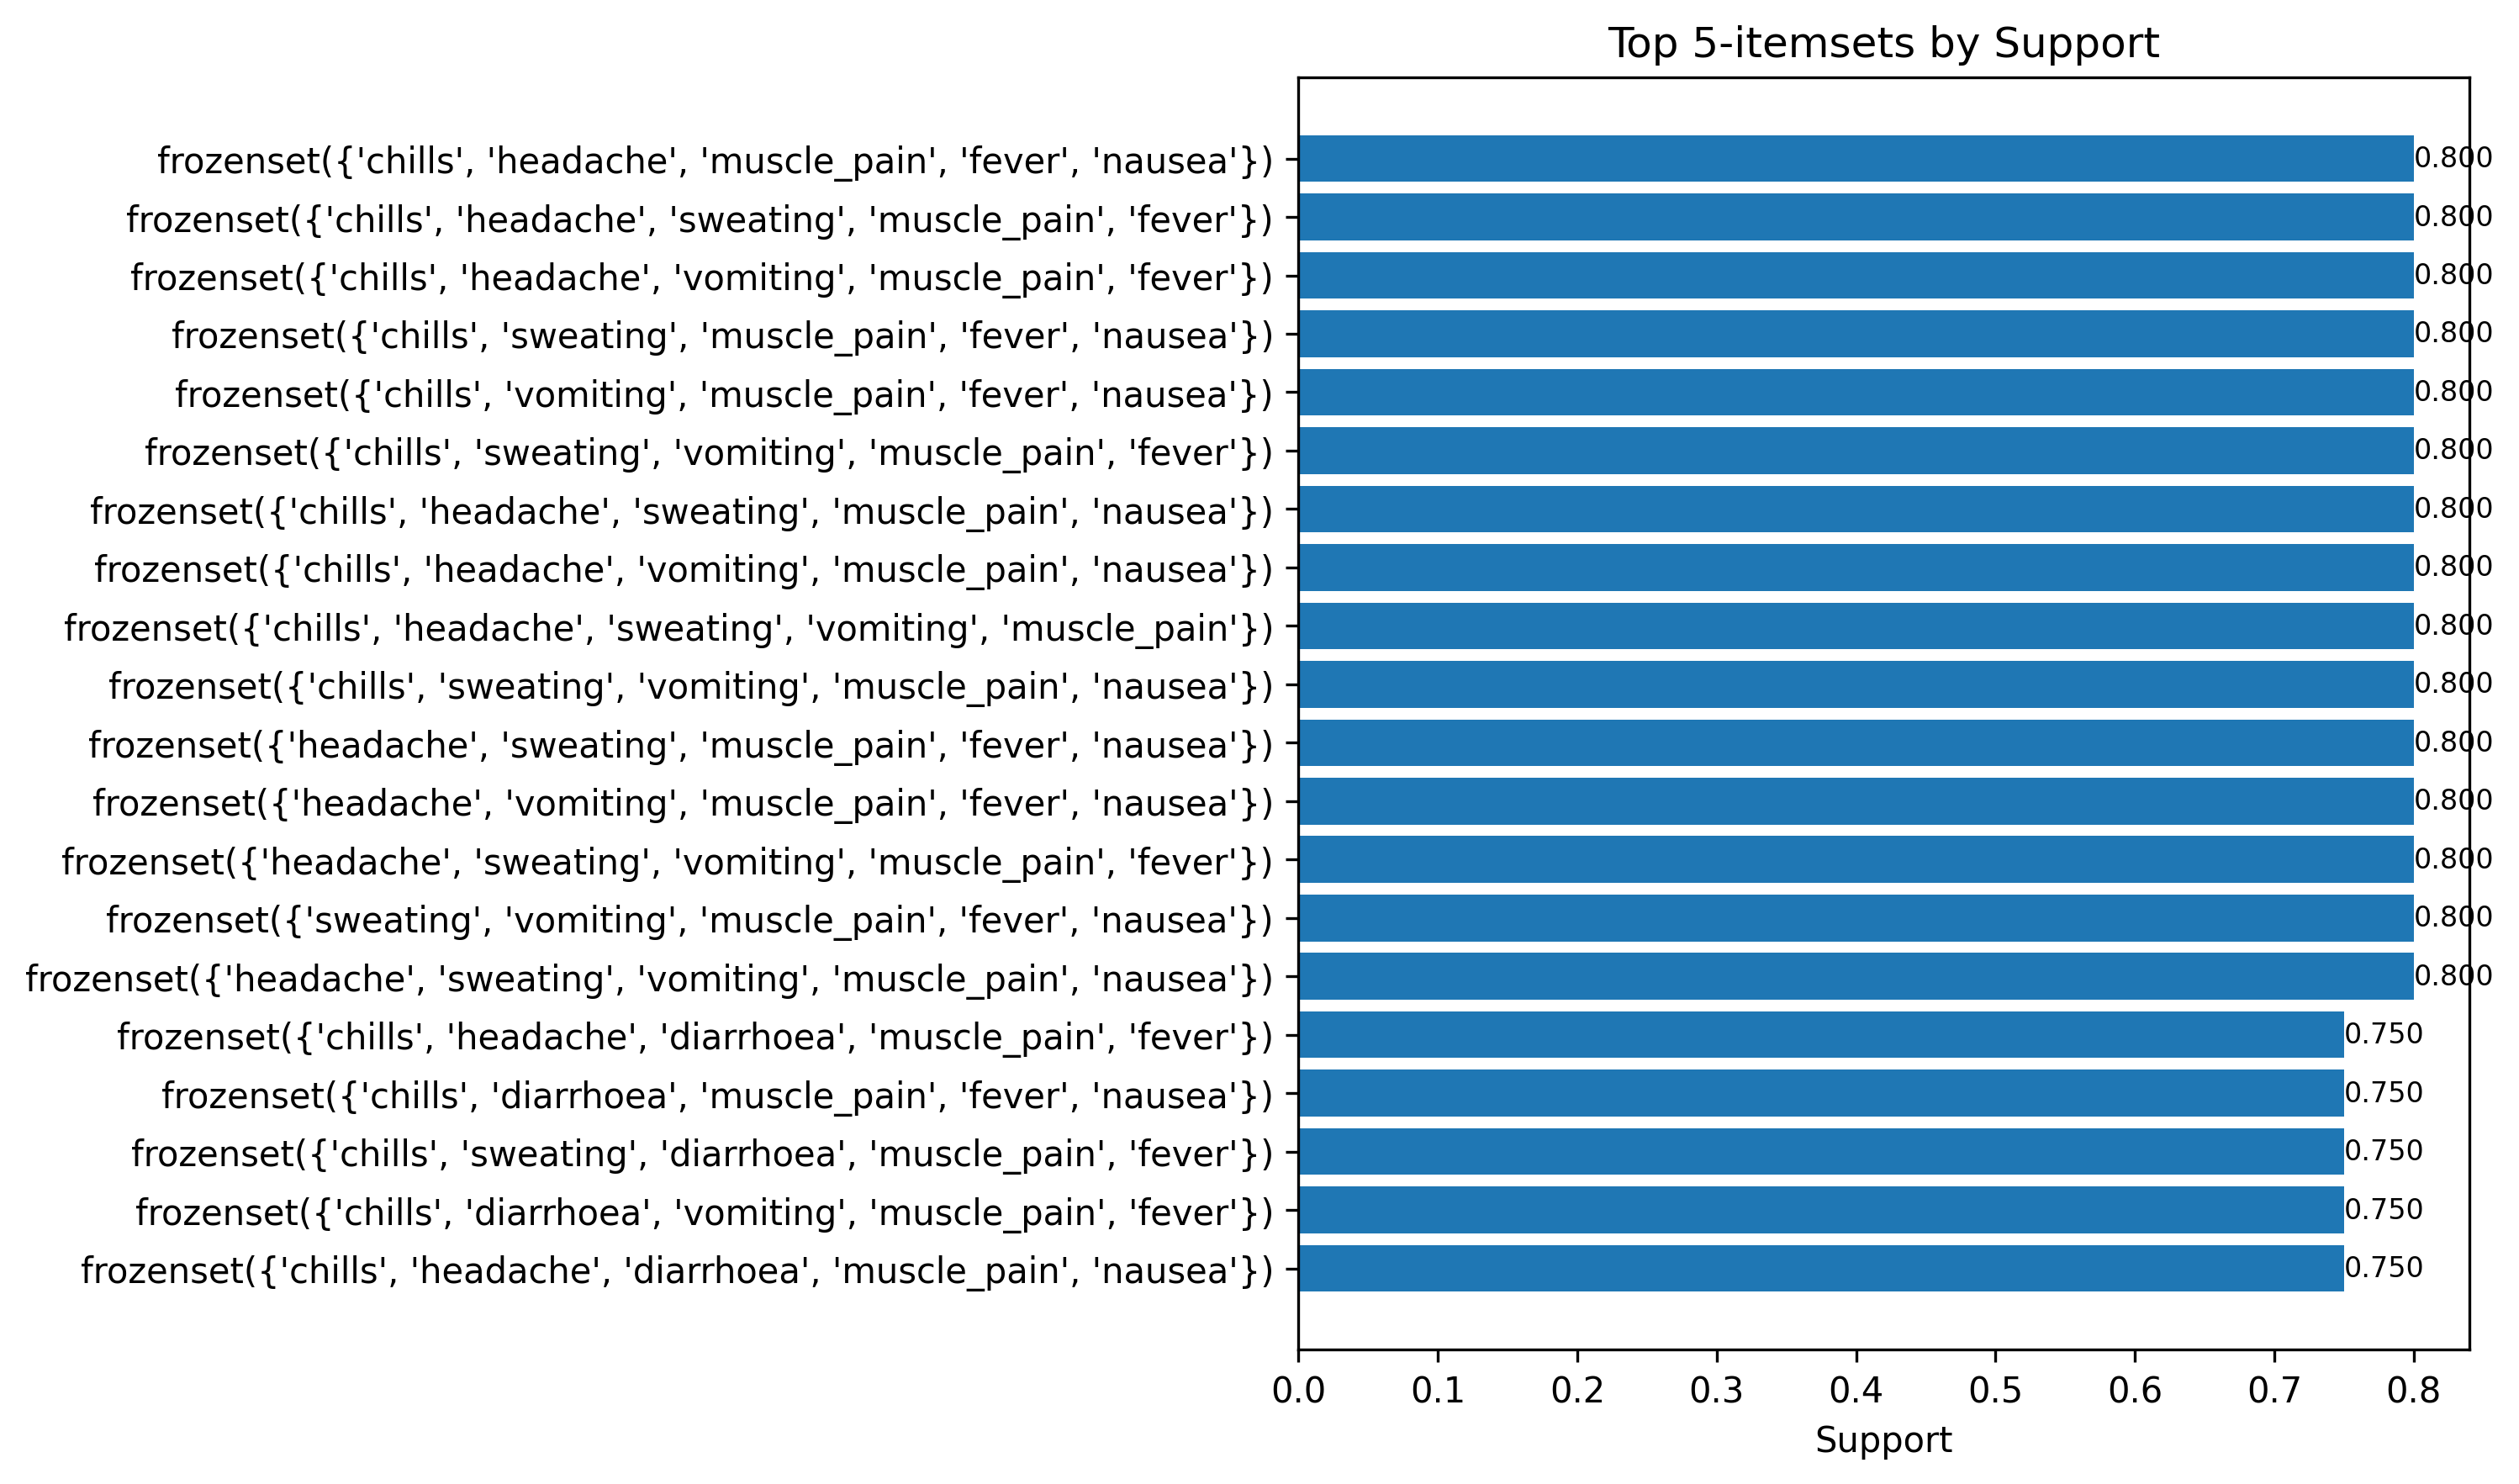 Top 5-itemsets by Support
frozenset({'chills', 'headache', 'muscle_pain', 'fever', 'nausea'}) 0.800
frozenset({'chills', 'headache', 'sweating', 'muscle_pain', 'fever'}) 0.800
frozenset({'chills', 'headache', 'vomiting', 'muscle_pain', 'fever'}) 0.800
frozenset({'chills', 'sweating', 'muscle_pain', 'fever', 'nausea'}) 0.800
frozenset({'chills', 'vomiting', 'muscle_pain', 'fever', 'nausea'}) 0.800
frozenset({'chills', 'sweating', 'vomiting', 'muscle_pain', 'fever'}) 0.800
frozenset({'chills', 'headache', 'sweating', 'muscle_pain', 'nausea'}) 0.800
frozenset({'chills', 'headache', 'vomiting', 'muscle_pain', 'nausea'}) 0.800
frozenset({'chills', 'headache', 'sweating', 'vomiting', 'muscle_pain'}) 0.800
frozenset({'chills', 'sweating', 'vomiting', 'muscle_pain', 'nausea'}) 0.800
frozenset({'headache', 'sweating', 'muscle_pain', 'fever', 'nausea'}) 0.800
frozenset({'headache', 'vomiting', 'muscle_pain', 'fever', 'nausea'}) 0.800
frozenset({'headache', 'sweating', 'vomiting', 'muscle_pain', 'fever'}) 0.800
frozenset({'sweating', 'vomiting', 'muscle_pain', 'fever', 'nausea'}) 0.800
frozenset({'headache', 'sweating', 'vomiting', 'muscle_pain', 'nausea'}) 0.800
frozenset({'chills', 'headache', 'diarrhoea', 'muscle_pain', 'fever'}) 0.750
frozenset({'chills', 'diarrhoea', 'muscle_pain', 'fever', 'nausea'}) 0.750
frozenset({'chills', 'sweating', 'diarrhoea', 'muscle_pain', 'fever'}) 0.750
frozenset({'chills', 'diarrhoea', 'vomiting', 'muscle_pain', 'fever'}) 0.750
frozenset({'chills', 'headache', 'diarrhoea', 'muscle_pain', 'nausea'}) 0.750
0.0 0.1 0.2 0.3 0.4 0.5 0.6 0.7 0.8
Support